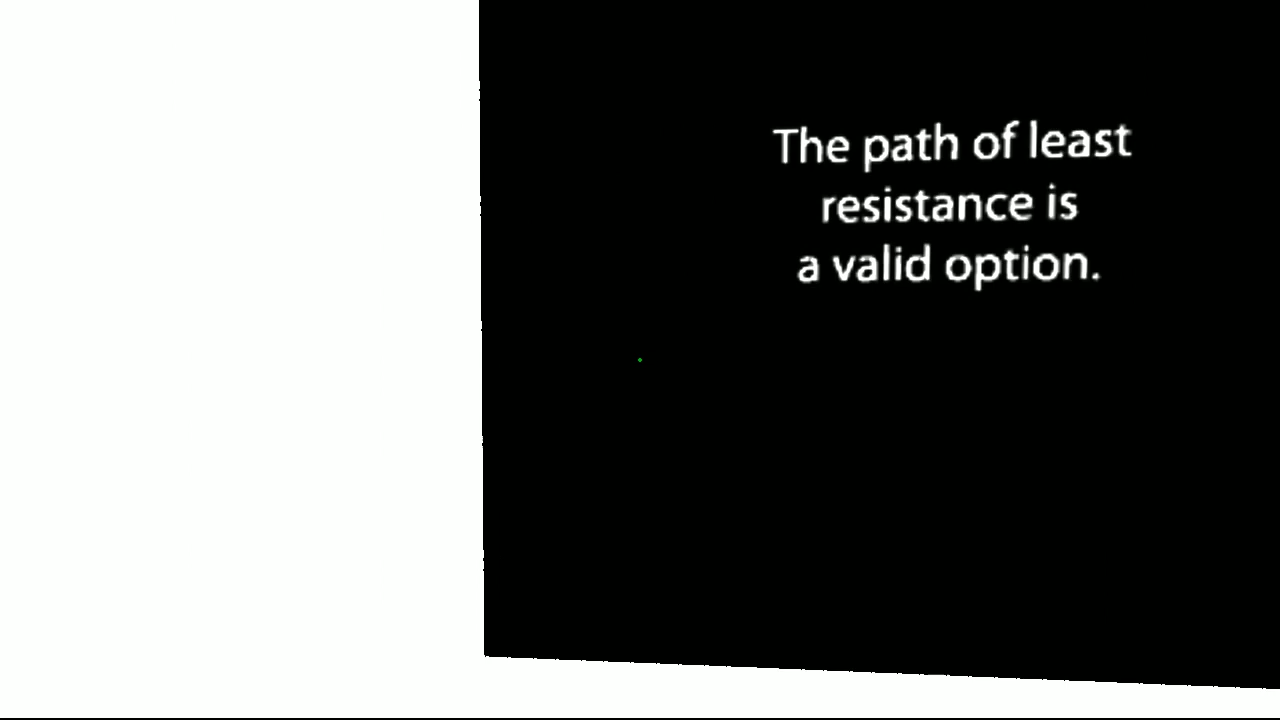 The path of least
resistance is
a valid option.